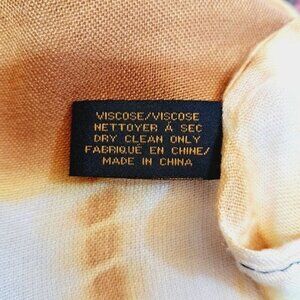 VISCOSE/VISCOSE
NETTOYER À SEC
DRY CLEAN ONLY
FABRIQUÉ EN CHINE/
MADE IN CHINA